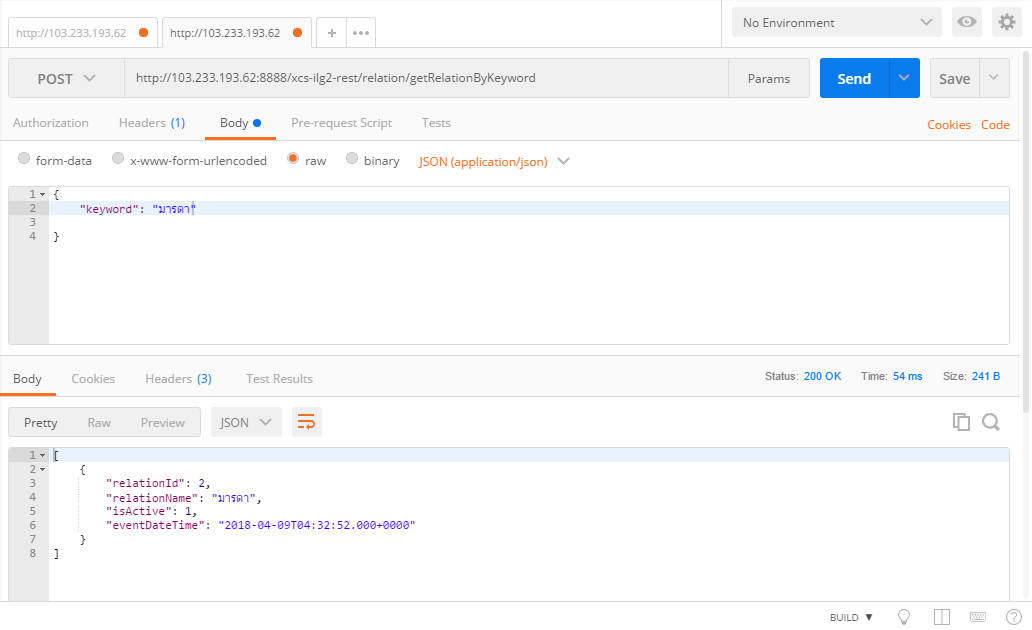 http://103.233.193.62 http://103.233.193.62 + ••• No Environment
POST http://103.233.193.62:8888/xcs-ilg2-rest/relation/getRelationByKeyword Params Send Save
Authorization Headers (1) Body Pre-request Script Tests Cookies Code
form-data x-www-form-urlencoded raw binary JSON (application/json)
1 {
2 "keyword": "มารดา"
3
4 }
Body Cookies Headers (3) Test Results Status: 200 OK Time: 54 ms Size: 241 B
Pretty Raw Preview JSON
1 [
2 {
3 "relationId": 2,
4 "relationName": "มารดา",
5 "isActive": 1,
6 "eventDateTime": "2018-04-09T04:32:52.000+0000"
7 }
8 ]
BUILD ▼ ?